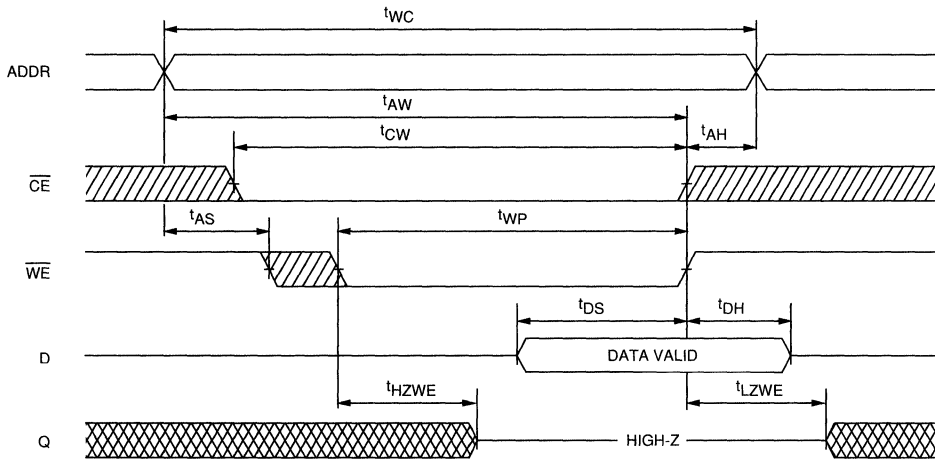 tWC
ADDR
tAW
tCW
tAH
CE
tAS
tWP
WE
tDS
tDH
D
DATA VALID
tHZWE
tLZWE
Q
HIGH-Z